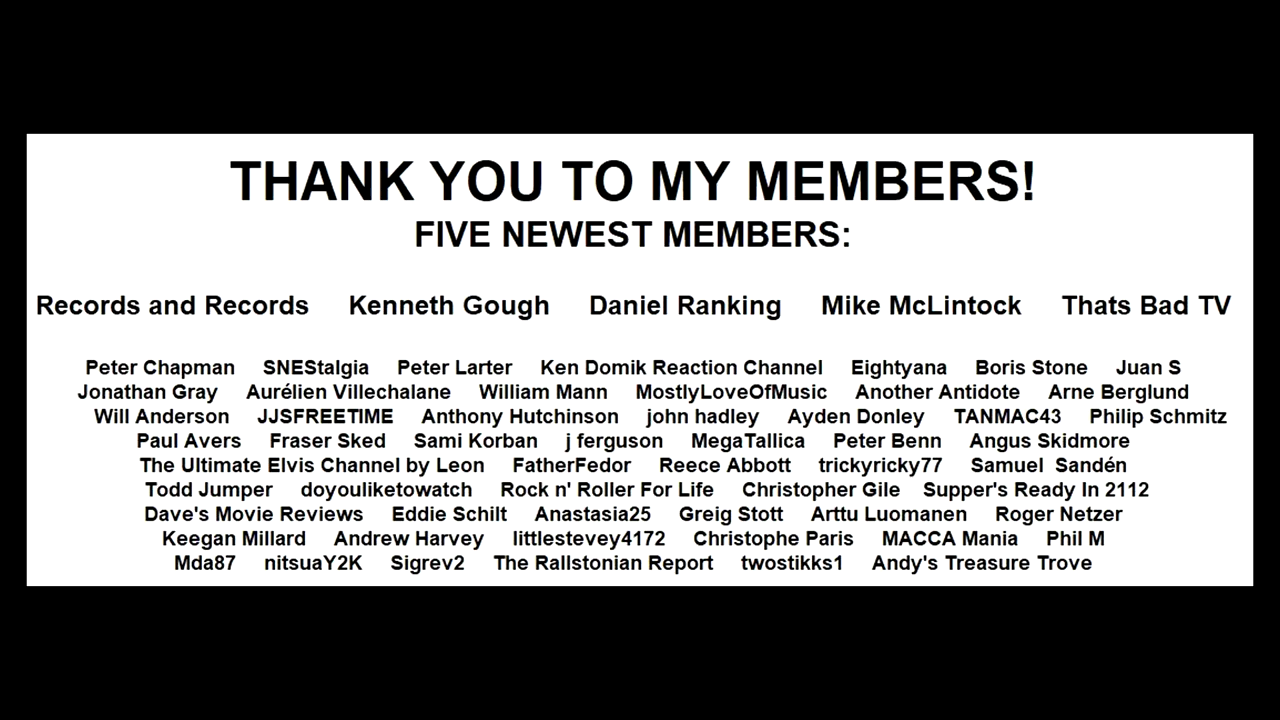 THANK YOU TO MY MEMBERS!
FIVE NEWEST MEMBERS:
Records and Records Kenneth Gough Daniel Ranking Mike McLintock Thats Bad TV
Peter Chapman SNEStalgia Peter Larter Ken Domik Reaction Channel Eightyana Boris Stone Juan S
Jonathan Gray Aurélien Villechalane William Mann MostlyLoveOfMusic Another Antidote Arne Berglund
Will Anderson JJSFREETIME Anthony Hutchinson john hadley Ayden Donley TANMAC43 Philip Schmitz
Paul Avers Fraser Sked Sami Korban j ferguson MegaTallica Peter Benn Angus Skidmore
The Ultimate Elvis Channel by Leon FatherFedor Reece Abbott trickyricky77 Samuel Sandén
Todd Jumper doyouliketowatch Rock n' Roller For Life Christopher Gile Supper's Ready In 2112
Dave's Movie Reviews Eddie Schilt Anastasia25 Greig Stott Arttu Luomanen Roger Netzer
Keegan Millard Andrew Harvey littlestevey4172 Christophe Paris MACCA Mania Phil M
Mda87 nitsuaY2K Sigrev2 The Rallstonian Report twostikks1 Andy's Treasure Trove